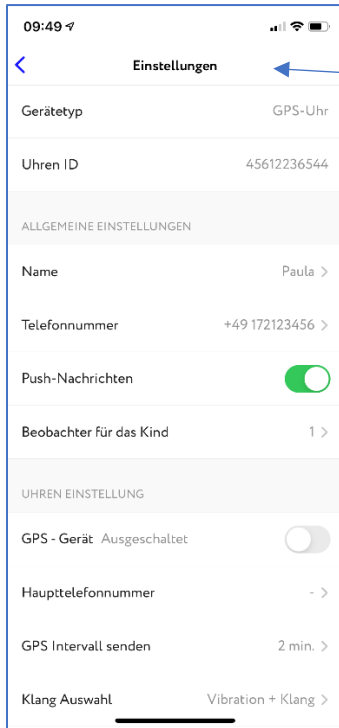 09:49
Einstellungen
Gerätetyp GPS-Uhr
Uhren ID 45612236544
ALLGEMEINE EINSTELLUNGEN
Name Paula
Telefonnummer +49 172123456
Push-Nachrichten
Beobachter für das Kind 1
UHREN EINSTELLUNG
GPS - Gerät Ausgeschaltet
Haupttelefonnummer -
GPS Intervall senden 2 min.
Klang Auswahl Vibration + Klang